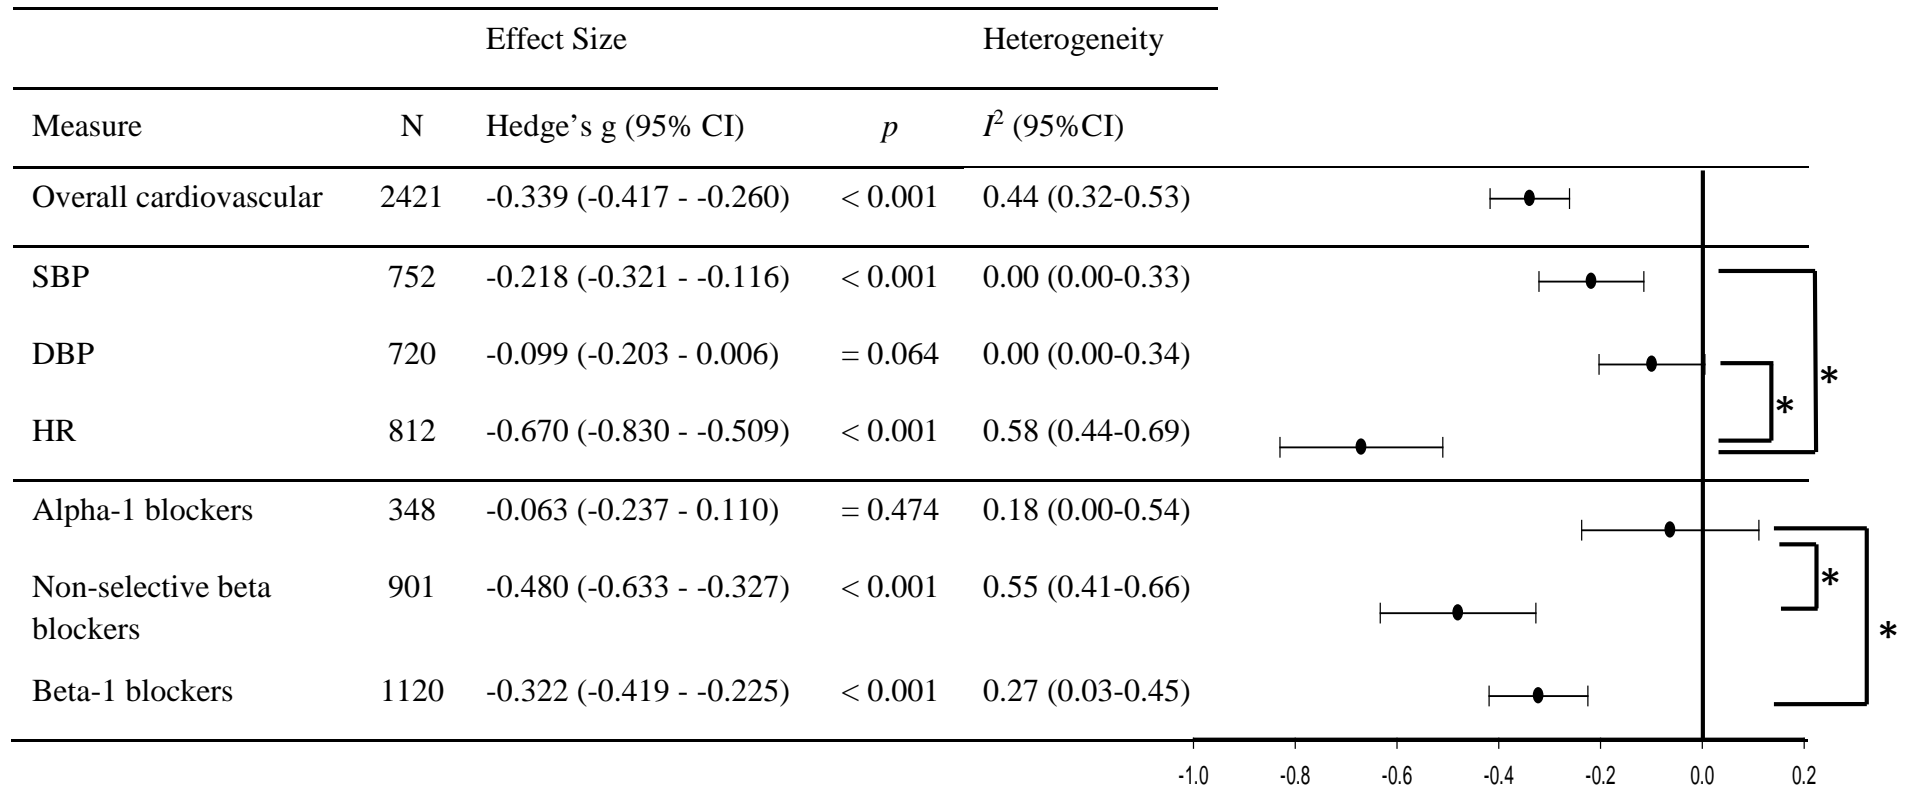 Effect Size Heterogeneity
Measure N Hedge's g (95% CI) p I² (95%CI)
Overall cardiovascular 2421 -0.339 (-0.417 - -0.260) < 0.001 0.44 (0.32-0.53)
SBP 752 -0.218 (-0.321 - -0.116) < 0.001 0.00 (0.00-0.33)
DBP 720 -0.099 (-0.203 - 0.006) = 0.064 0.00 (0.00-0.34)
*
*
HR 812 -0.670 (-0.830 - -0.509) < 0.001 0.58 (0.44-0.69)
Alpha-1 blockers 348 -0.063 (-0.237 - 0.110) = 0.474 0.18 (0.00-0.54)
Non-selective beta 901 -0.480 (-0.633 - -0.327) < 0.001 0.55 (0.41-0.66) *
blockers *
Beta-1 blockers 1120 -0.322 (-0.419 - -0.225) < 0.001 0.27 (0.03-0.45)
-1.0 -0.8 -0.6 -0.4 -0.2 0.0 0.2